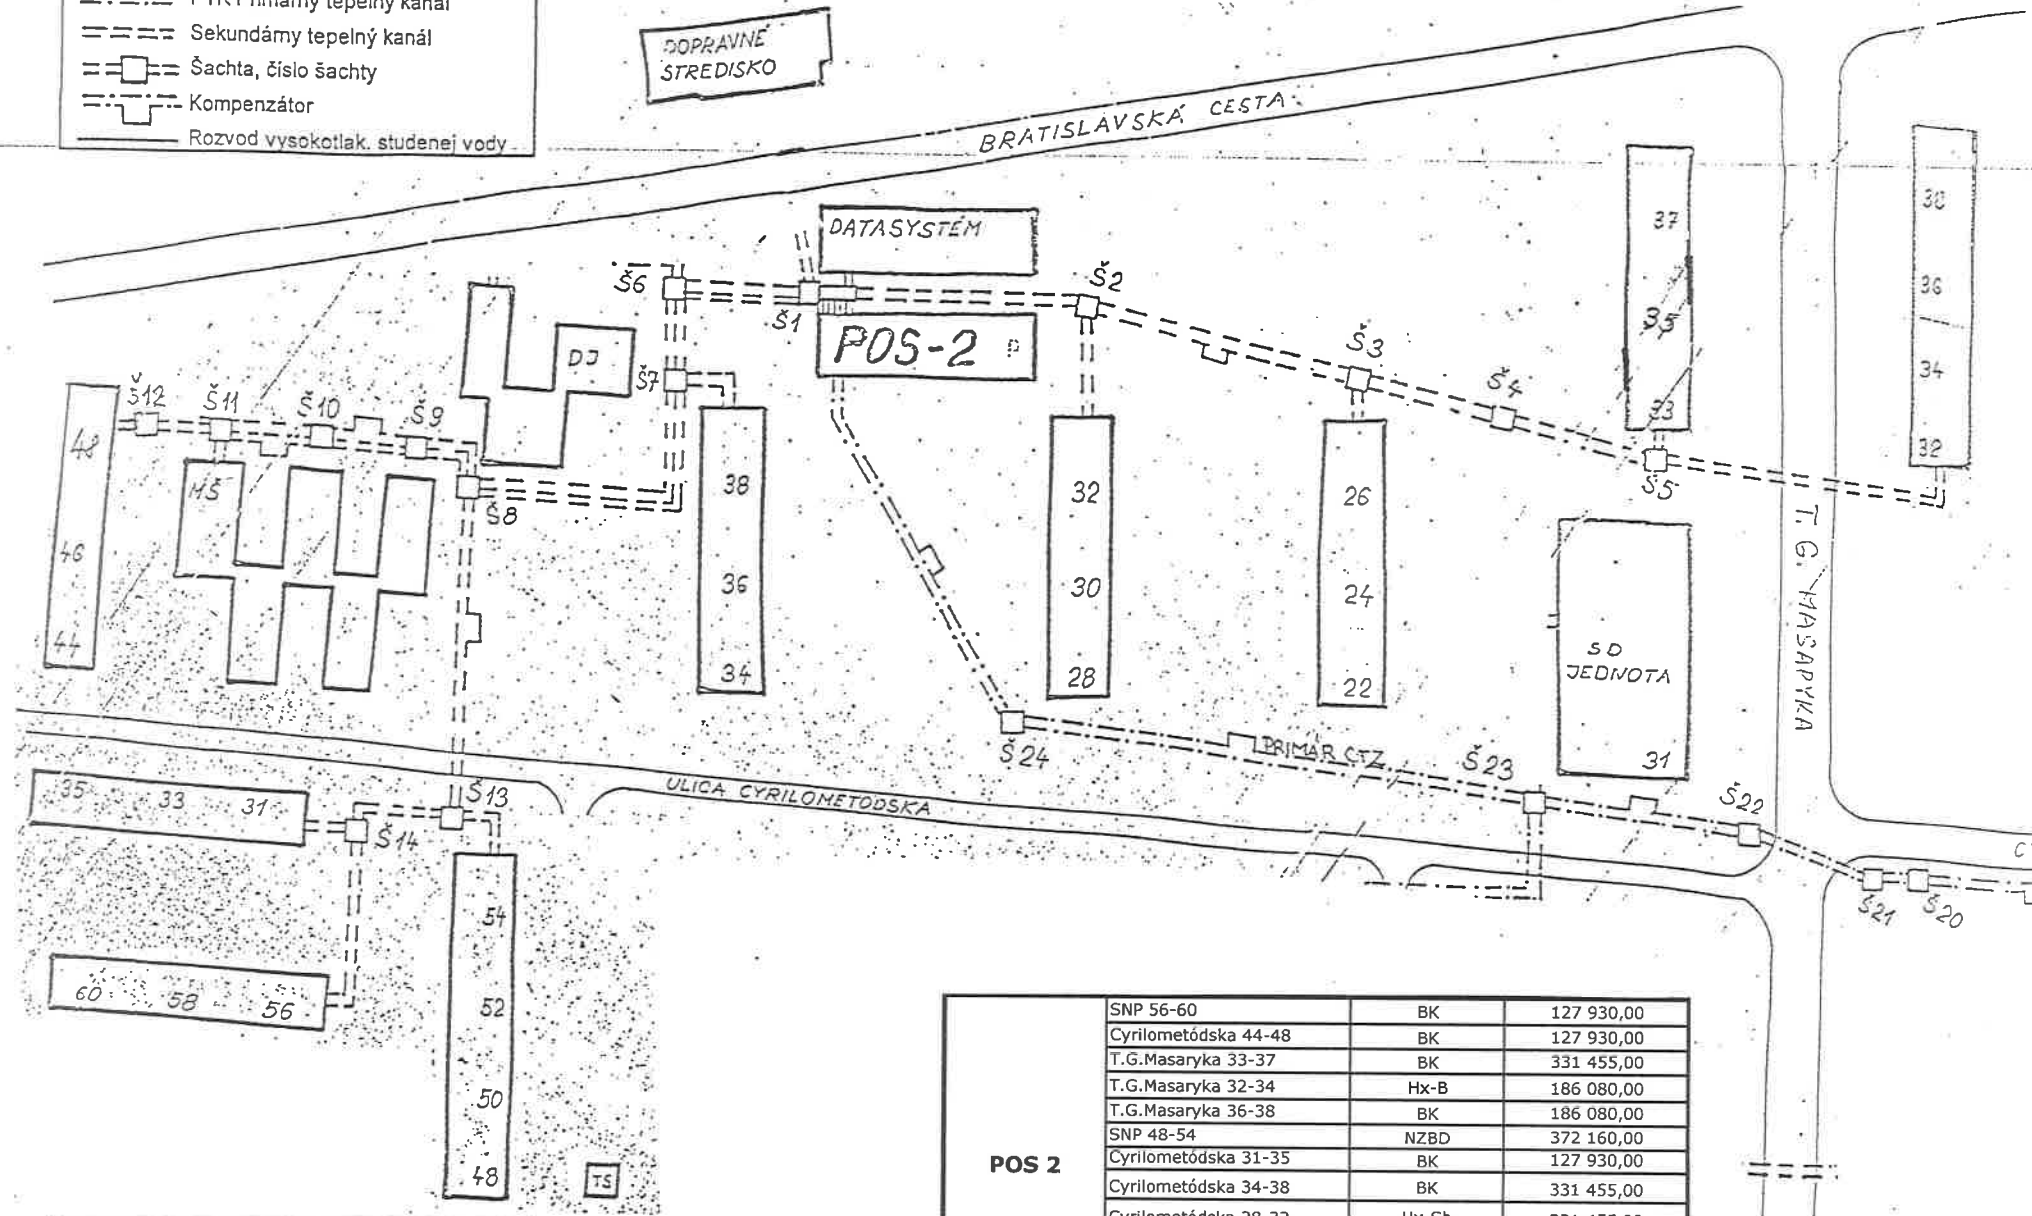 Sekundárny tepelný kanál
Šachta, číslo šachty
Kompenzátor
Rozvod vysokotlak. studenej vody
DOPRAVNÉ
STREDISKO
BRATISLAVSKÁ CESTA
DATASYSTÉM
POS-2 P
Š6
Š1
Š2
Š3
Š4
Š5
Š7
DJ
Š12
Š11
Š10
Š9
Š8
MŠ
48
46
44
38
36
34
32
30
28
26
24
22
37
35
33
38
36
34
32
T. G. MASARYKA
SD
JEDNOTA
31
Š24
PRIMÁR CTZ
Š23
Š22
Š21
Š20
ULICA CYRILOMETODSKA
35 33 31
Š13
Š14
60 58 56
54
52
50
48
TS
POS 2
SNP 56-60 BK 127 930,00
Cyrilometódska 44-48 BK 127 930,00
T.G.Masaryka 33-37 BK 331 455,00
T.G.Masaryka 32-34 Hx-B 186 080,00
T.G.Masaryka 36-38 BK 186 080,00
SNP 48-54 NZBD 372 160,00
Cyrilometódska 31-35 BK 127 930,00
Cyrilometódska 34-38 BK 331 455,00